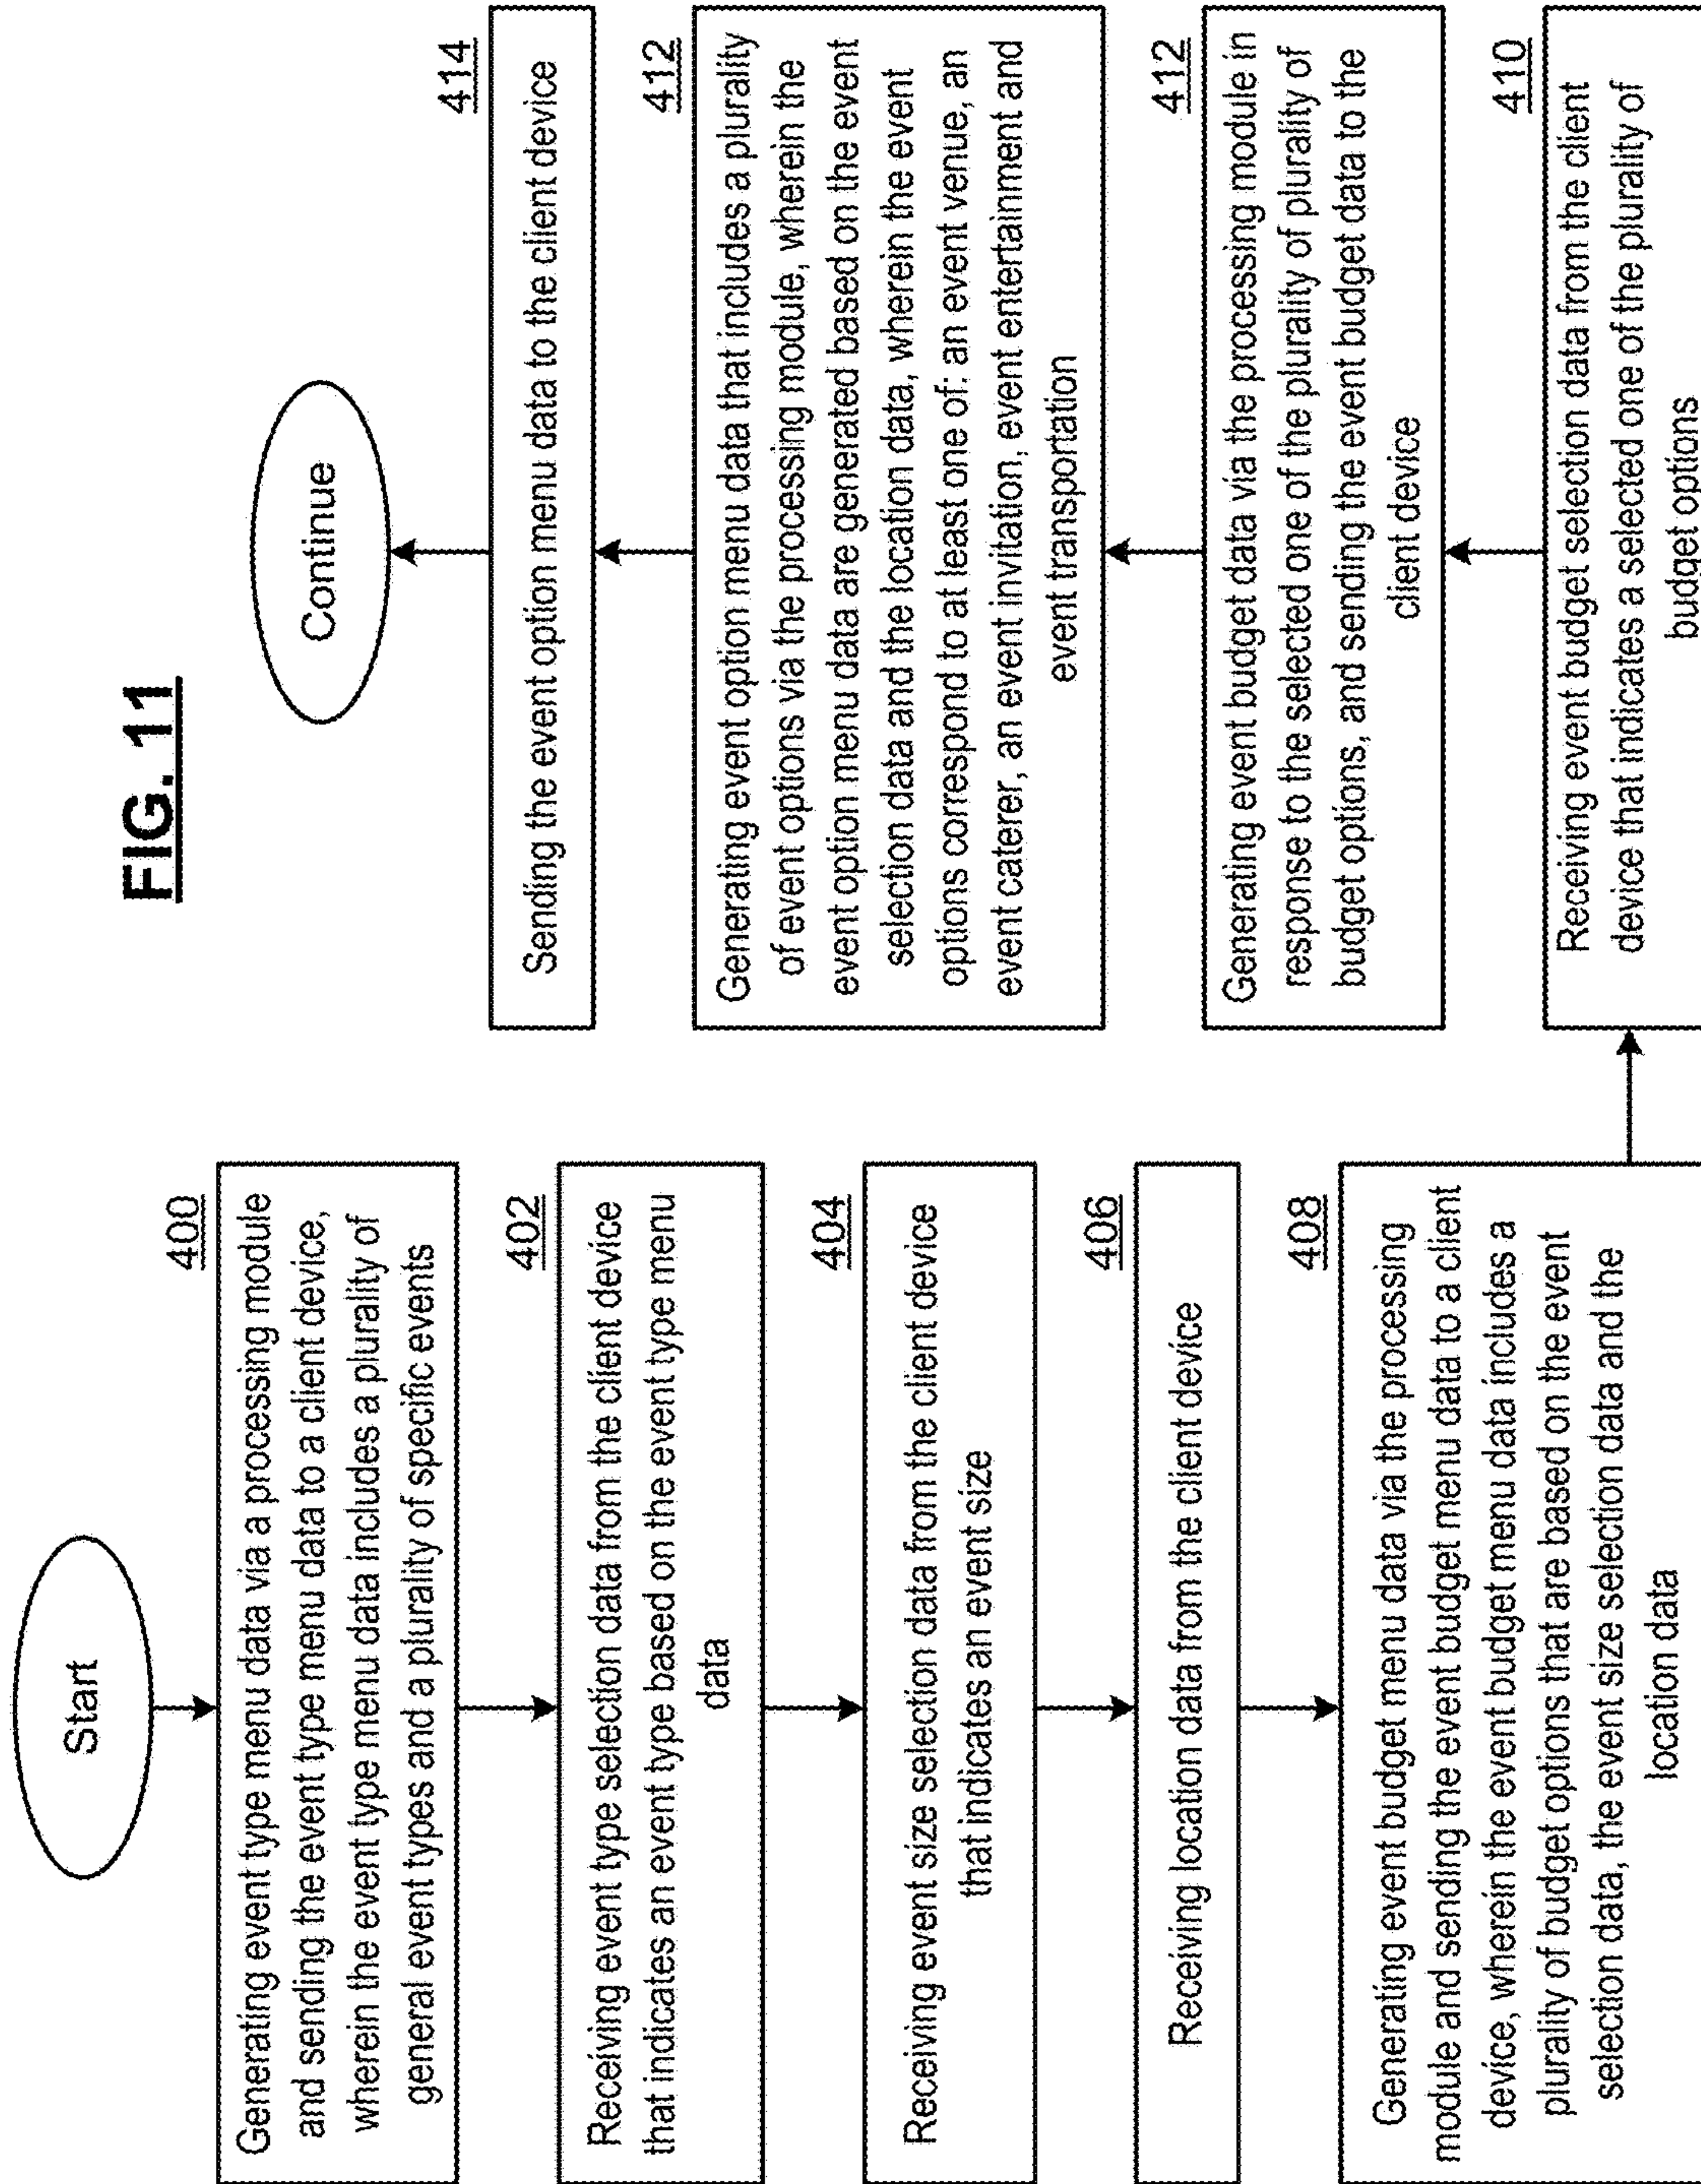 FIG. 11
Start
400
Generating event type menu data via a processing module
and sending the event type menu data to a client device,
wherein the event type menu data includes a plurality of
general event types and a plurality of specific events
402
Receiving event type selection data from the client device
that indicates an event type based on the event type menu
data
404
Receiving event size selection data from the client device
that indicates an event size
406
Receiving location data from the client device
408
Generating event budget menu data via the processing
module and sending the event budget menu data to a client
device, wherein the event budget menu data includes a
plurality of budget options that are based on the event
selection data, the event size selection data and the
location data
410
Receiving event budget selection data from the client
device that indicates a selected one of the plurality of
budget options
412
Generating event budget data via the processing module in
response to the selected one of the plurality of plurality of
budget options, and sending the event budget data to the
client device
412
Generating event option menu data that includes a plurality
of event options via the processing module, wherein the
event option menu data are generated based on the event
selection data and the location data, wherein the event
options correspond to at least one of: an event venue, an
event caterer, an event invitation, event entertainment and
event transportation
414
Sending the event option menu data to the client device
Continue